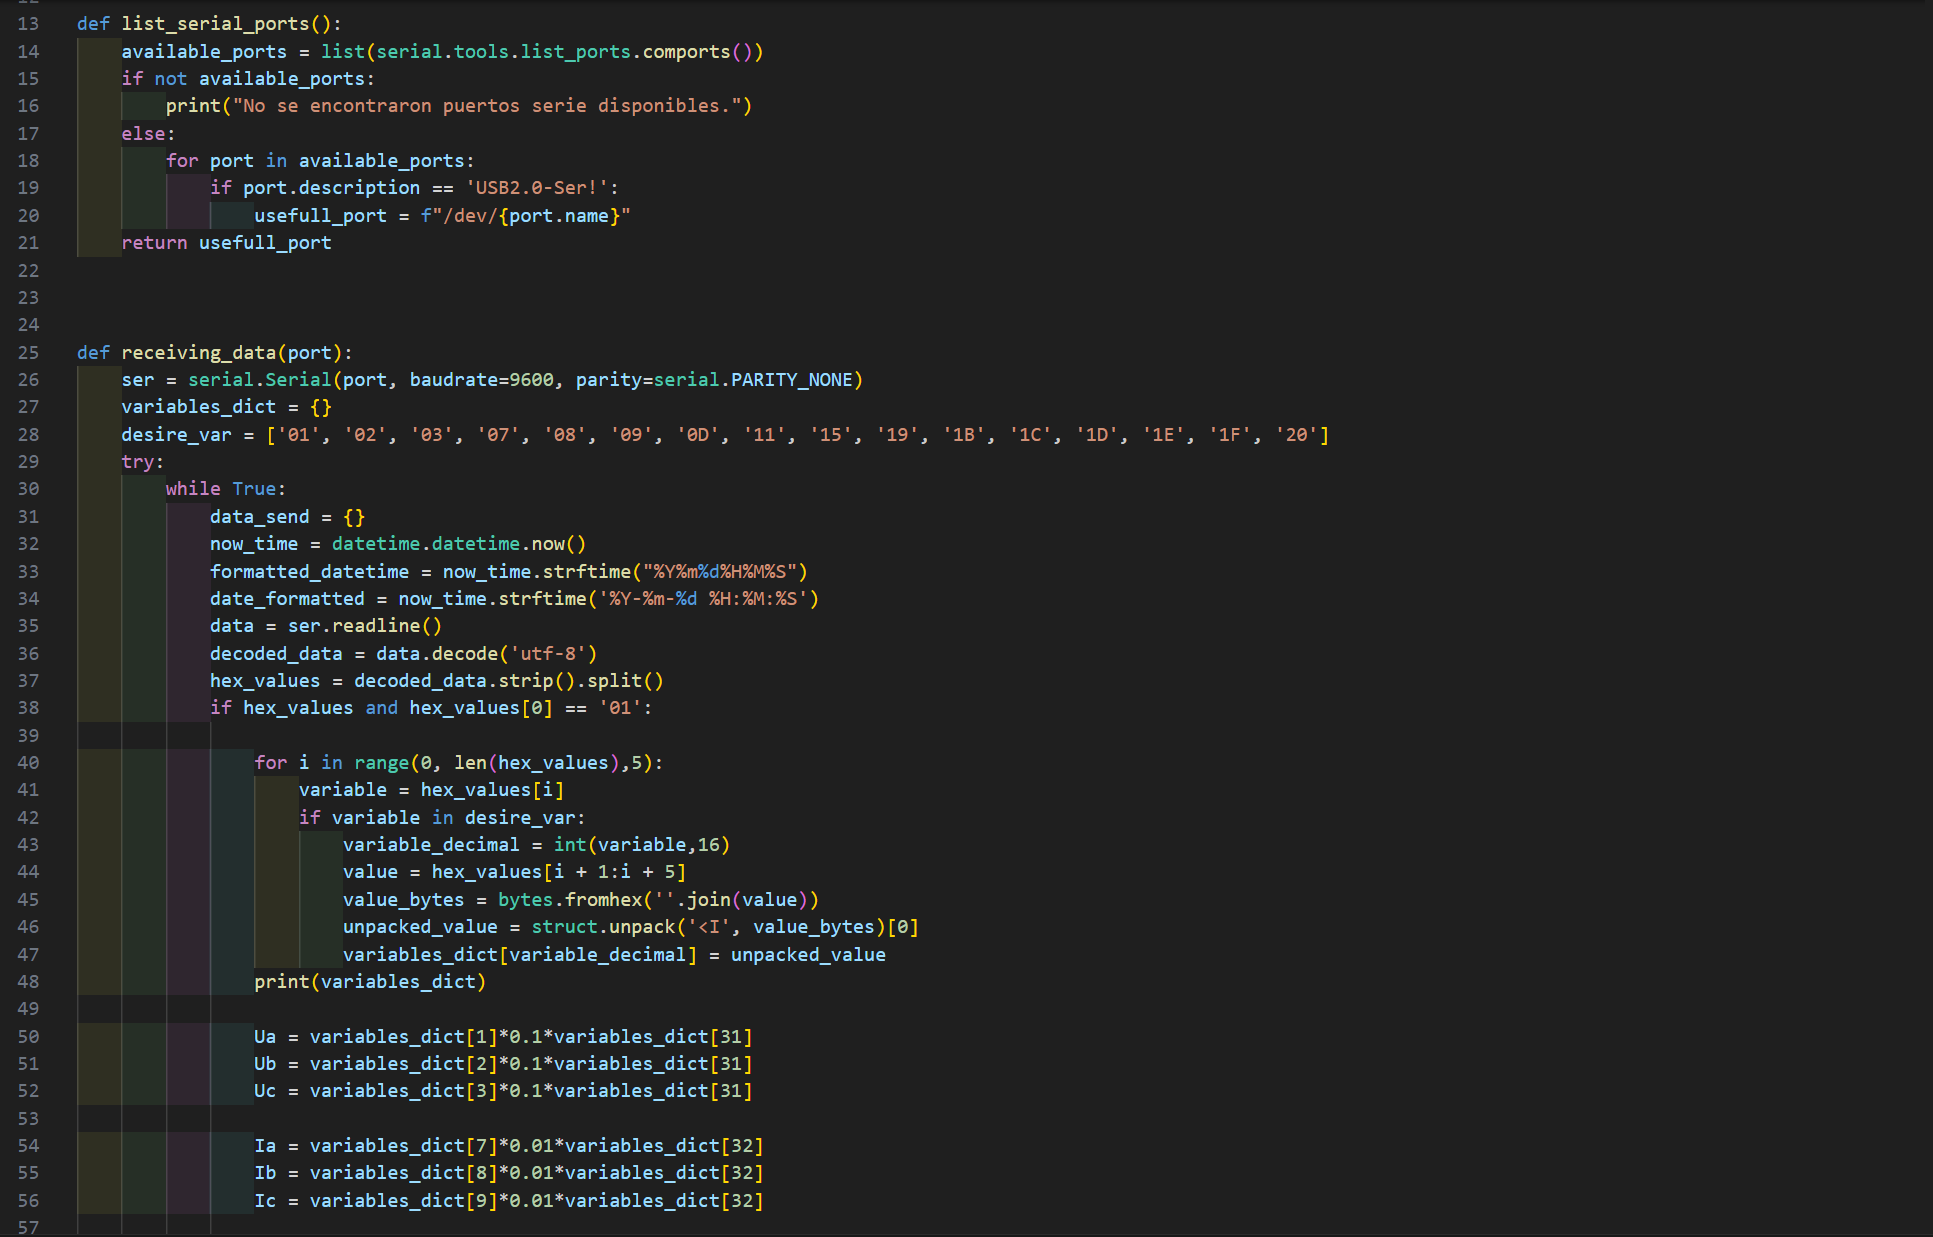 13 def list_serial_ports():
14     available_ports = list(serial.tools.list_ports.comports())
15     if not available_ports:
16         print("No se encontraron puertos serie disponibles.")
17     else:
18         for port in available_ports:
19             if port.description == 'USB2.0-Ser!':
20                 usefull_port = f"/dev/{port.name}"
21     return usefull_port
22
23
24
25 def receiving_data(port):
26     ser = serial.Serial(port, baudrate=9600, parity=serial.PARITY_NONE)
27     variables_dict = {}
28     desire_var = ['01', '02', '03', '07', '08', '09', '0D', '11', '15', '19', '1B', '1C', '1D', '1E', '1F', '20']
29     try:
30         while True:
31             data_send = {}
32             now_time = datetime.datetime.now()
33             formatted_datetime = now_time.strftime("%Y%m%d%H%M%S")
34             date_formatted = now_time.strftime('%Y-%m-%d %H:%M:%S')
35             data = ser.readline()
36             decoded_data = data.decode('utf-8')
37             hex_values = decoded_data.strip().split()
38             if hex_values and hex_values[0] == '01':
39
40                 for i in range(0, len(hex_values),5):
41                     variable = hex_values[i]
42                     if variable in desire_var:
43                         variable_decimal = int(variable,16)
44                         value = hex_values[i + 1:i + 5]
45                         value_bytes = bytes.fromhex(''.join(value))
46                         unpacked_value = struct.unpack('<I', value_bytes)[0]
47                         variables_dict[variable_decimal] = unpacked_value
48                 print(variables_dict)
49
50                 Ua = variables_dict[1]*0.1*variables_dict[31]
51                 Ub = variables_dict[2]*0.1*variables_dict[31]
52                 Uc = variables_dict[3]*0.1*variables_dict[31]
53
54                 Ia = variables_dict[7]*0.01*variables_dict[32]
55                 Ib = variables_dict[8]*0.01*variables_dict[32]
56                 Ic = variables_dict[9]*0.01*variables_dict[32]
57